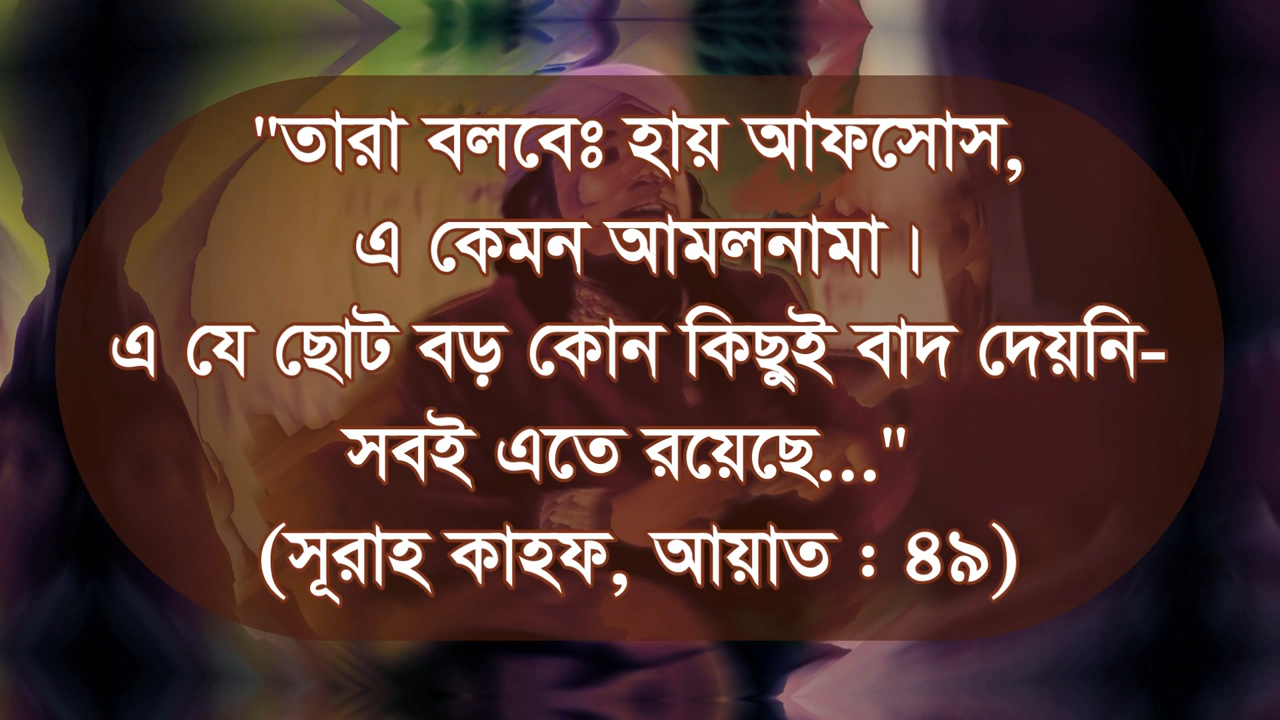 "তারা বলবেঃ হায় আফসোস,
এ কেমন আমলনামা।
এ যে ছোট বড় কোন কিছুই বাদ দেয়নি-
সবই এতে রয়েছে..."
(সূরাহ কাহফ, আয়াত : ৪৯)